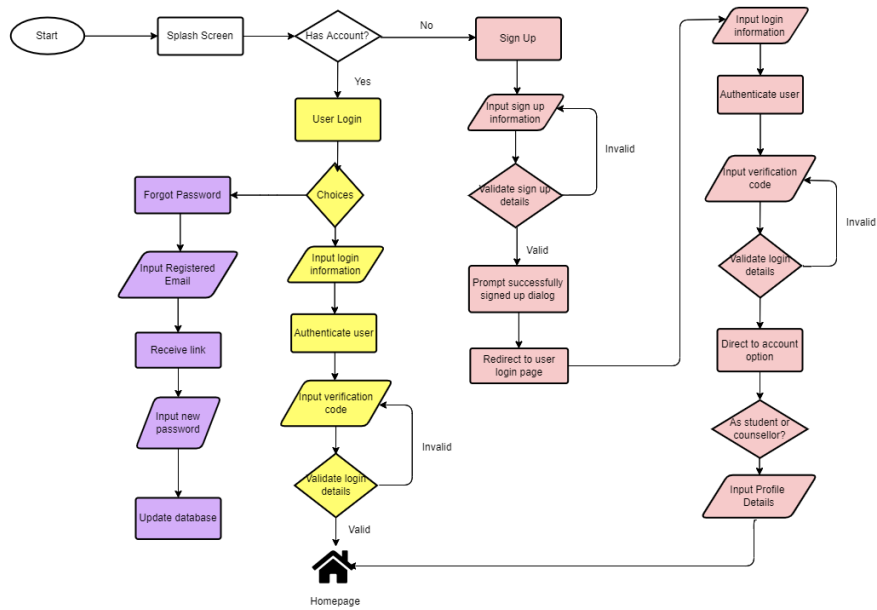 Start
Splash Screen
Has Account?
No
Sign Up
Input login
information
Yes
User Login
Input sign up
information
Invalid
Authenticate user
Forgot Password
Choices
Validate sign up
details
Input verification
code
Invalid
Valid
Input Registered
Email
Input login
information
Prompt successfully
signed up dialog
Validate login
details
Receive link
Authenticate user
Redirect to user
login page
Direct to account
option
Input new
password
Input verification
code
Invalid
As student or
counsellor?
Update database
Validate login
details
Valid
Input Profile
Details
Homepage